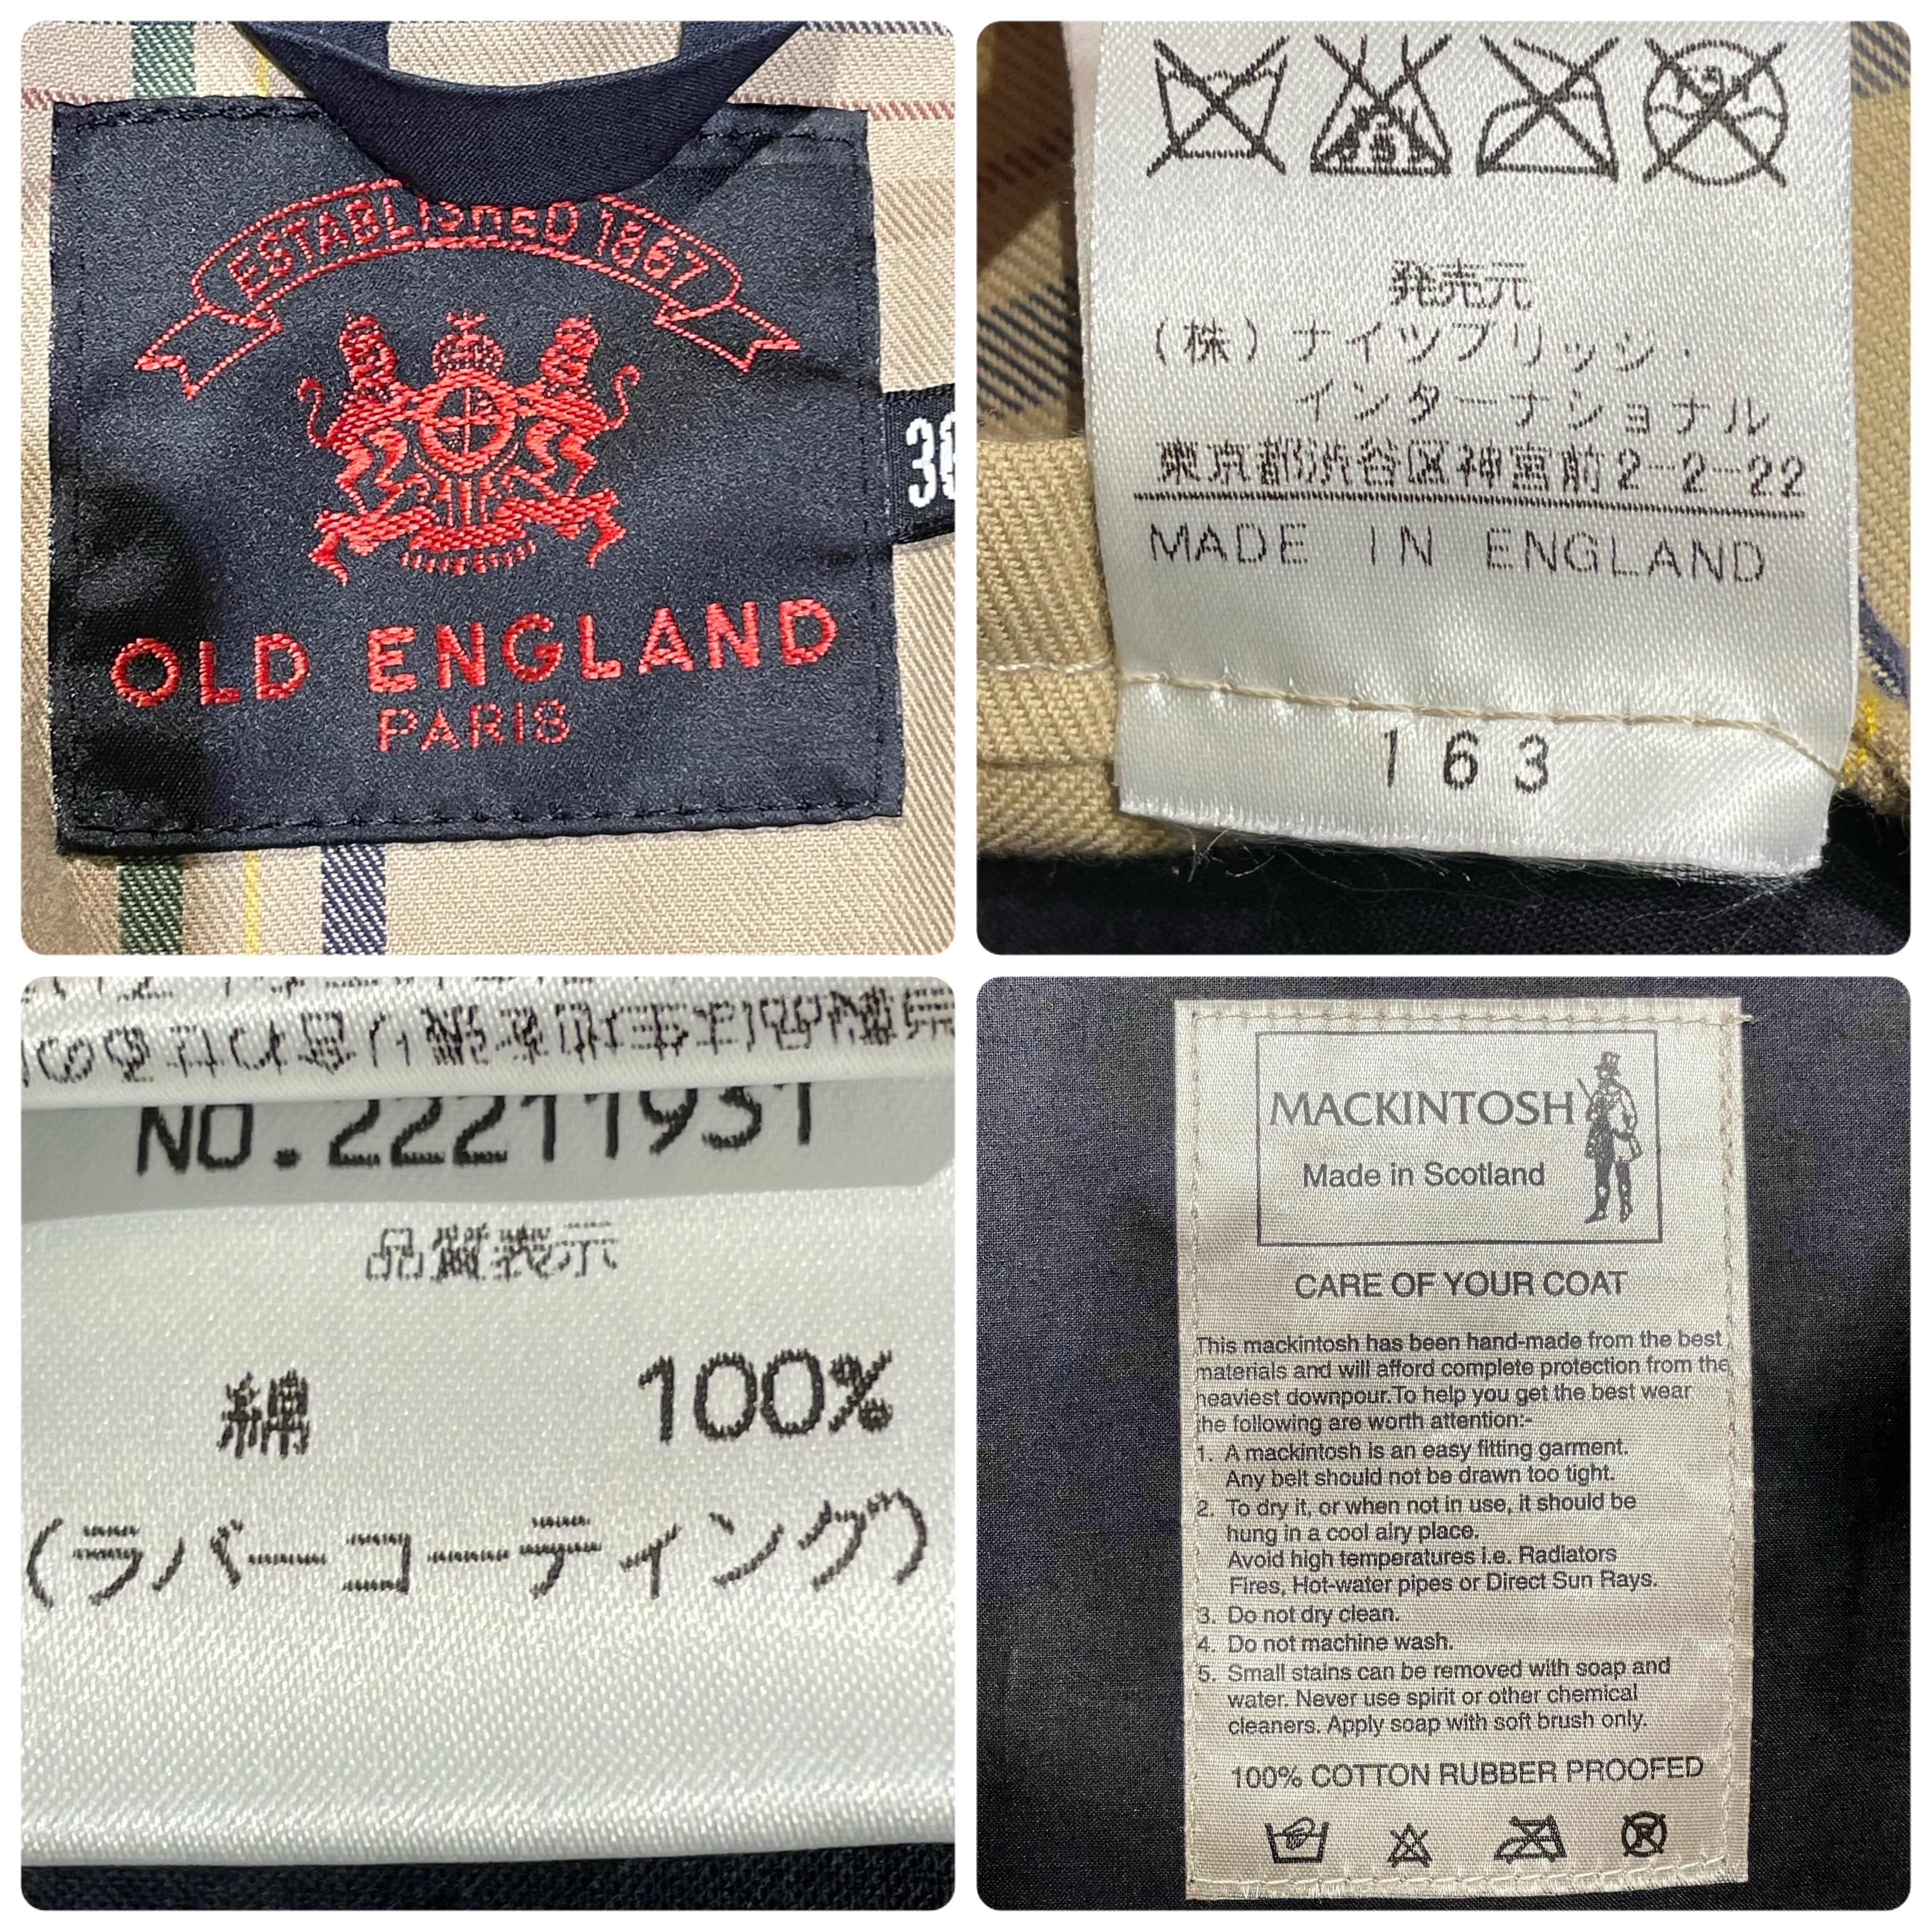 ESTABLISHED 1867
OLD ENGLAND
PARIS
発売元
(株)ナイツブリッジ・
インターナショナル
東京都渋谷区神宮前2-2-22
MADE IN ENGLAND
163
NO.22211931
品質表示
綿 100%
(ラバーコーティング)
MACKINTOSH
Made in Scotland
CARE OF YOUR COAT
This mackintosh has been hand-made from the best
materials and will afford complete protection from the
heaviest downpour.To help you get the best wear
the following are worth attention:-
1. A mackintosh is an easy fitting garment.
Any belt should not be drawn too tight.
2. To dry it, or when not in use, it should be
hung in a cool airy place.
Avoid high temperatures i.e. Radiators
Fires, Hot-water pipes or Direct Sun Rays.
3. Do not dry clean.
4. Do not machine wash.
5. Small stains can be removed with soap and
water. Never use spirit or other chemical
cleaners. Apply soap with soft brush only.
100% COTTON RUBBER PROOFED